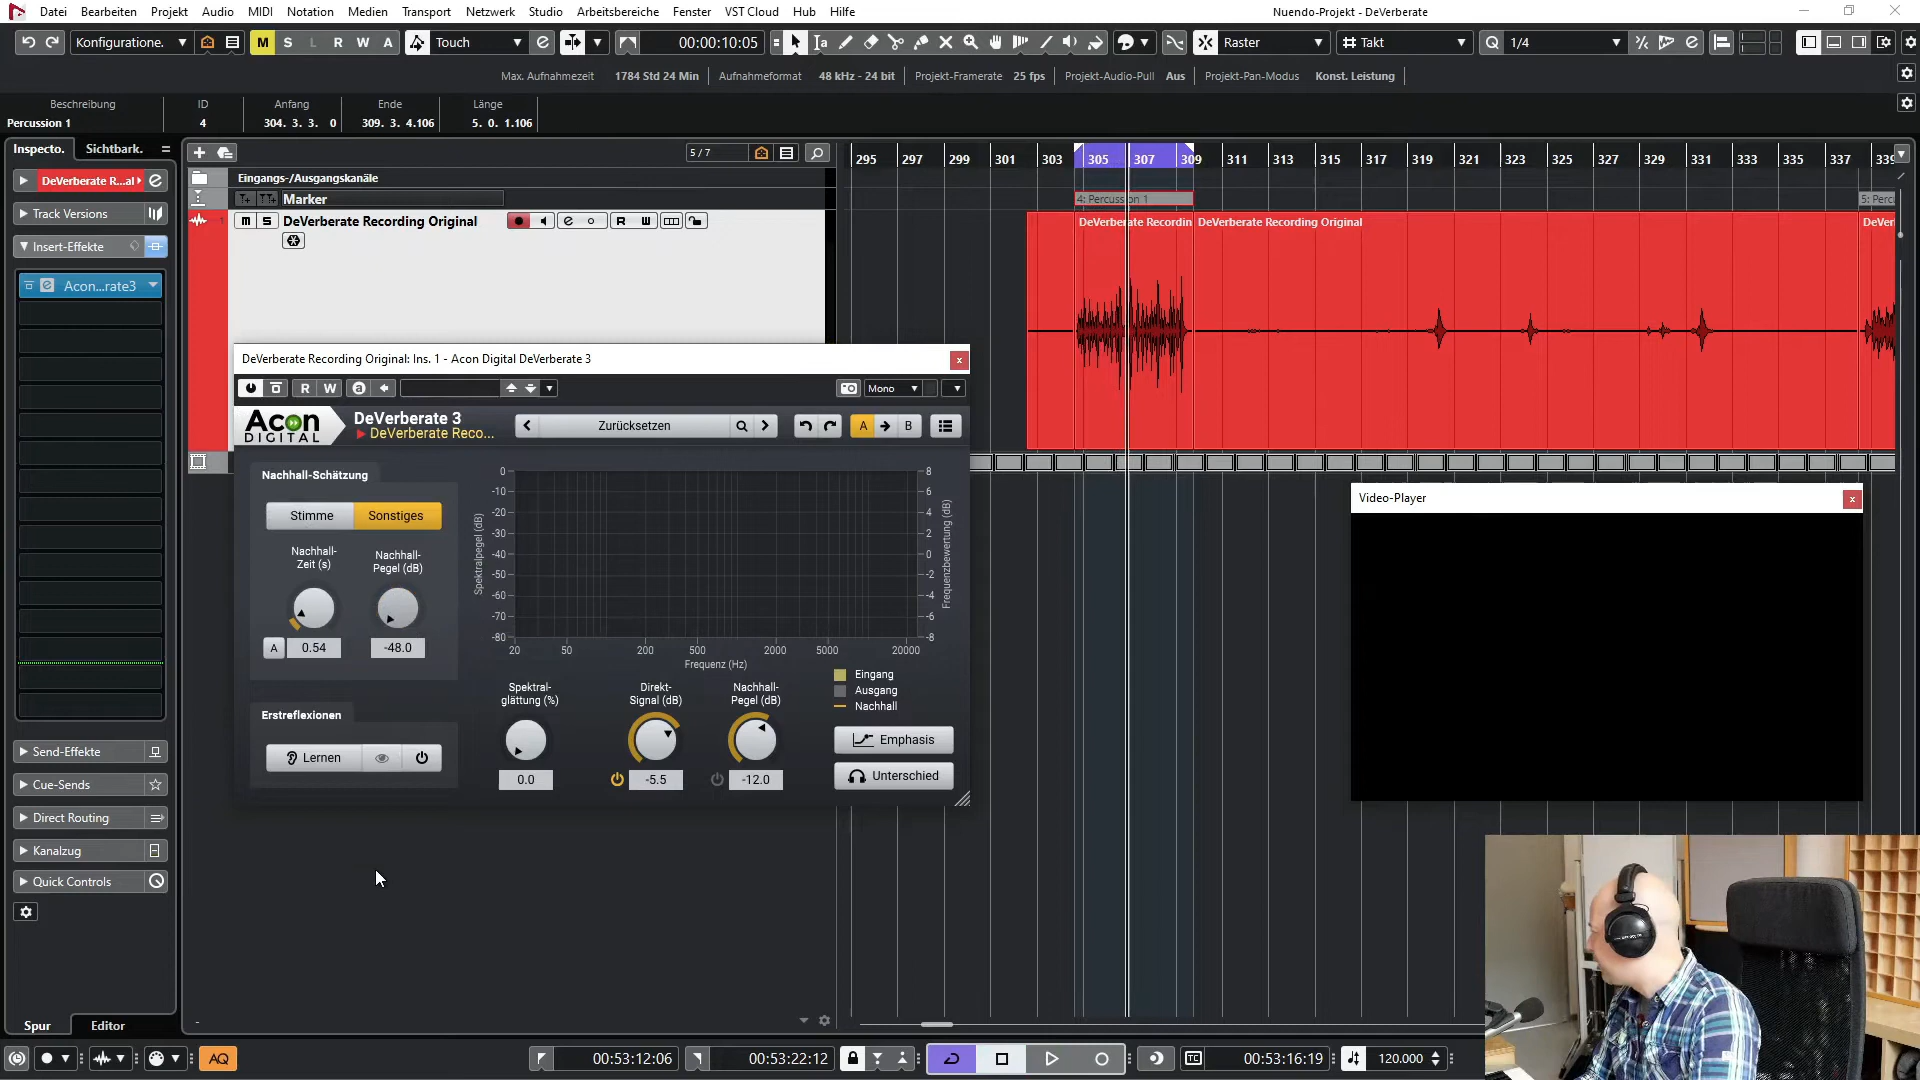 Datei Bearbeiten Projekt Audio MIDI Notation Medien Transport Netzwerk Studio Arbeitsbereiche Fenster VST Cloud Hub Hilfe
Nuendo-Projekt - DeVerberate
Konfiguratione. M S L R W A Touch 00:00:10:05 Raster Takt Q 1/4
Max. Aufnahmezeit 1784 Std 24 Min Aufnahmeformat 48 kHz - 24 bit Projekt-Framerate 25 fps Projekt-Audio-Pull Aus Projekt-Pan-Modus Konst. Leistung
Beschreibung ID Anfang Ende Länge
Percussion 1 4 304. 3. 3. 0 309. 3. 4.106 5. 0. 1.106
Inspecto. Sichtbark. 5 / 7
295 297 299 301 303 305 307 309 311 313 315 317 319 321 323 325 327 329 331 333 335 337 339
DeVerberate R...al
Eingangs-/Ausgangskanäle
Marker
4: Percussion 1
5: Perc
Track Versions
1 m S DeVerberate Recording Original R W
DeVerberate Recordin DeVerberate Recording Original DeVer
Insert-Effekte
Acon...rate3
DeVerberate Recording Original: Ins. 1 - Acon Digital DeVerberate 3
R W a Mono
Acon DIGITAL
DeVerberate 3
DeVerberate Reco...
Zurücksetzen
A B
Nachhall-Schätzung
Stimme Sonstiges
Nachhall-Zeit (s)
Nachhall-Pegel (dB)
A 0.54 -48.0
Spektralpegel (dB)
0 -10 -20 -30 -40 -50 -60 -70 -80
Frequenzbewertung (dB)
8 6 4 2 0 -2 -4 -6 -8
20 50 200 500 2000 5000 20000
Frequenz (Hz)
Erstreflexionen
Lernen
Spektral-glättung (%)
0.0
Direkt-Signal (dB)
-5.5
Nachhall-Pegel (dB)
-12.0
Eingang
Ausgang
Nachhall
Emphasis
Unterschied
Video-Player
Send-Effekte
Cue-Sends
Direct Routing
Kanalzug
Quick Controls
Spur Editor
AQ 00:53:12:06 00:53:22:12 TC 00:53:16:19 120.000